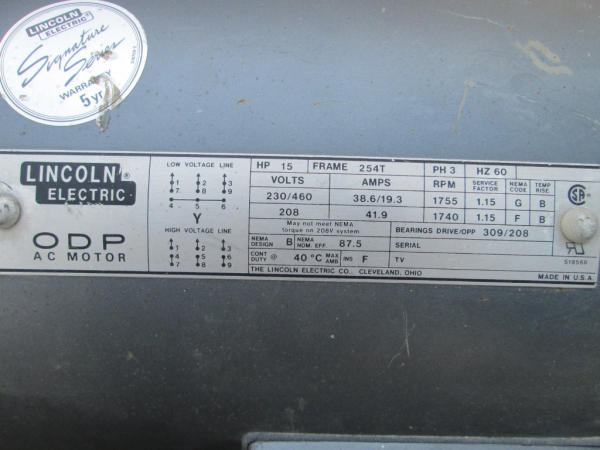 LINCOLN
ELECTRIC
Signature
Series
WARRANTY
5 yr.
LINCOLN
ELECTRIC
ODP
AC MOTOR
LOW VOLTAGE LINE
1 2 3
7 8 9
4 5 6
Y
HIGH VOLTAGE LINE
1 2 3
4 5 6
7 8 9
HP 15 FRAME 254T PH 3 HZ 60
VOLTS AMPS RPM SERVICE FACTOR NEMA CODE TEMP RISE
230/460 38.6/19.3 1755 1.15 G B
208 41.9 1740 1.15 F B
May not meet NEMA
torque on 208V system
BEARINGS DRIVE/OPP 309/208
NEMA DESIGN B NEMA NOM. EFF 87.5 SERIAL
CONT DUTY @ 40 °C MAX AMB INS F TV
THE LINCOLN ELECTRIC CO., CLEVELAND, OHIO
MADE IN U.S.A